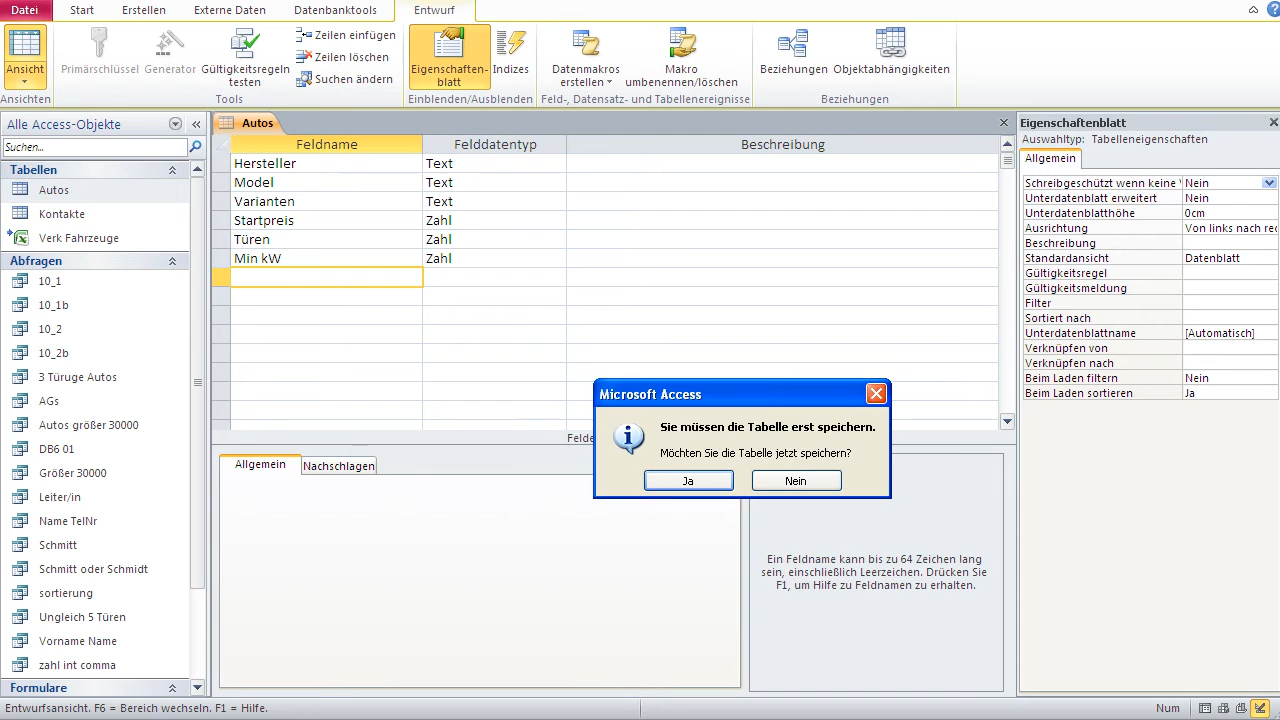 Datei Start Erstellen Externe Daten Datenbanktools Entwurf
Ansicht
Primärschlüssel Generator Gültigkeitsregeln testen
Zeilen einfügen
Zeilen löschen
Suchen ändern
Eigenschaften-blatt Indizes
Datenmakros erstellen Makro umbenennen/löschen
Beziehungen Objektabhängigkeiten
Ansichten Tools Einblenden/Ausblenden Feld-, Datensatz- und Tabellenereignisse Beziehungen
Alle Access-Objekte
Suchen...
Tabellen
Autos
Kontakte
Verk Fahrzeuge
Abfragen
10_1
10_1b
10_2
10_2b
3 Türuge Autos
AGs
Autos größer 30000
DB6 01
Größer 30000
Leiter/in
Name TelNr
Schmitt
Schmitt oder Schmidt
sortierung
Ungleich 5 Türen
Vorname Name
zahl int comma
Formulare
Autos
Feldname Felddatentyp Beschreibung
Hersteller Text
Model Text
Varianten Text
Startpreis Zahl
Türen Zahl
Min kW Zahl
Microsoft Access
Sie müssen die Tabelle erst speichern.
Möchten Sie die Tabelle jetzt speichern?
Ja Nein
Allgemein Nachschlagen
Ein Feldname kann bis zu 64 Zeichen lang
sein, einschließlich Leerzeichen. Drücken Sie
F1, um Hilfe zu Feldnamen zu erhalten.
Eigenschaftenblatt
Auswahltyp: Tabelleneigenschaften
Allgemein
Schreibgeschützt wenn keine Nein
Unterdatenblatt erweitert Nein
Unterdatenblatthöhe 0cm
Ausrichtung Von links nach
Beschreibung
Standardansicht Datenblatt
Gültigkeitsregel
Gültigkeitsmeldung
Filter
Sortiert nach
Unterdatenblattname [Automatisch]
Verknüpfen von
Verknüpfen nach
Beim Laden filtern Nein
Beim Laden sortieren Ja
Entwurfsansicht. F6 = Bereich wechseln. F1 = Hilfe. Num